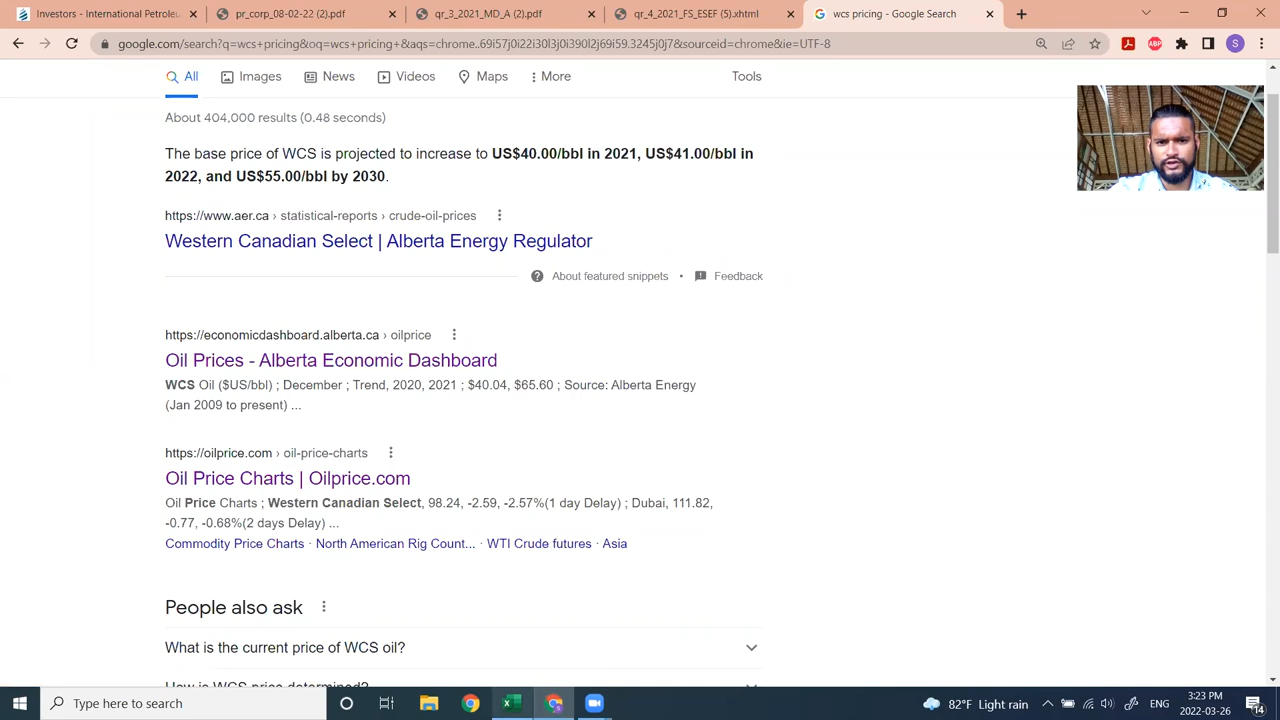 Investors - International Petroleu
pr_corp_08-02-22 (2).pdf
qr_3_2021_MD_A (2).pdf
qr_4_2021_FS_ESEF (5).xhtml
wcs pricing - Google Search
google.com/search?q=wcs+pricing&oq=wcs+pricing+&aqs=chrome..69i57j0i22i30l3j0i390l2j69i59.3245j0j7&sourceid=chrome&ie=UTF-8
S
All
Images
News
Videos
Maps
More
Tools
About 404,000 results (0.48 seconds)
The base price of WCS is projected to increase to US$40.00/bbl in 2021, US$41.00/bbl in
2022, and US$55.00/bbl by 2030.
https://www.aer.ca › statistical-reports › crude-oil-prices
Western Canadian Select | Alberta Energy Regulator
About featured snippets • Feedback
https://economicdashboard.alberta.ca › oilprice
Oil Prices - Alberta Economic Dashboard
WCS Oil ($US/bbl) ; December ; Trend, 2020, 2021 ; $40.04, $65.60 ; Source: Alberta Energy
(Jan 2009 to present) ...
https://oilprice.com › oil-price-charts
Oil Price Charts | Oilprice.com
Oil Price Charts ; Western Canadian Select, 98.24, -2.59, -2.57%(1 day Delay) ; Dubai, 111.82,
-0.77, -0.68%(2 days Delay) ...
Commodity Price Charts · North American Rig Count... · WTI Crude futures · Asia
People also ask
What is the current price of WCS oil?
How is WCS price determined?
Type here to search
82°F Light rain
ENG
3:23 PM
2022-03-26
14